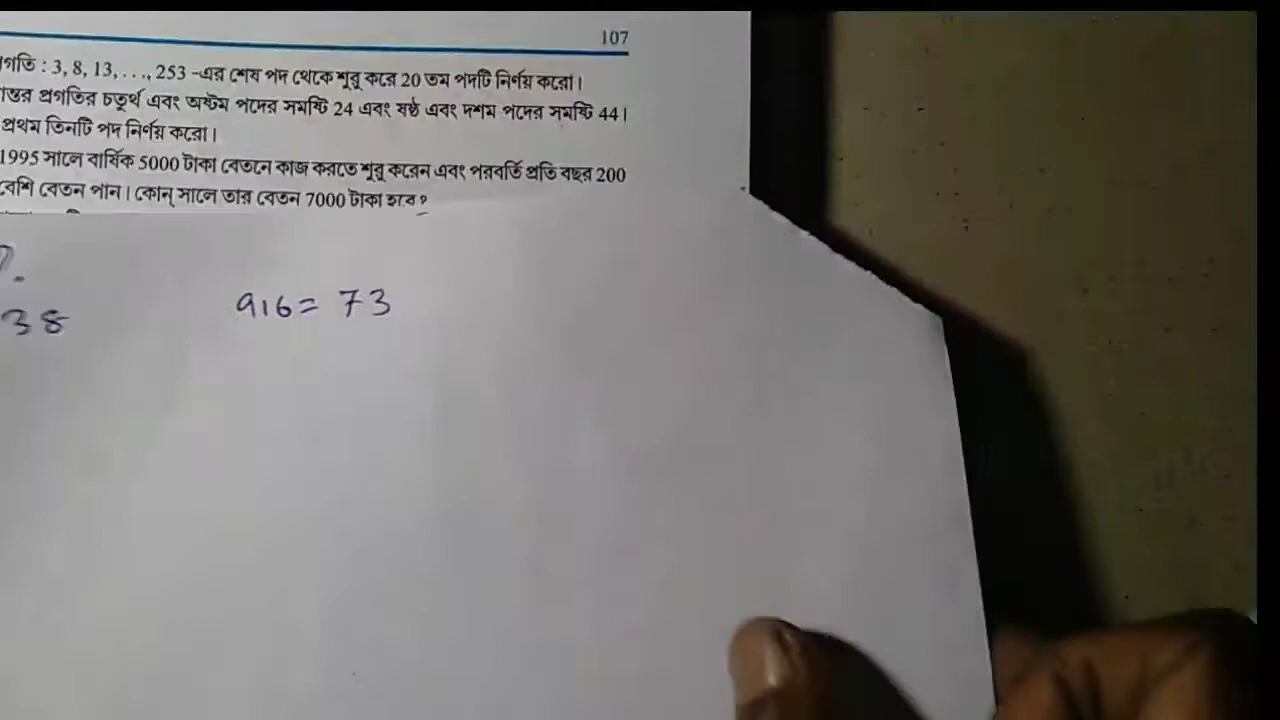 107
গতি : 3, 8, 13, . . ., 253 -এর শেষ পদ থেকে শুরু করে 20 তম পদটি নির্ণয় করো।
প্রগতির চতুর্থ এবং অষ্টম পদের সমষ্টি 24 এবং ষষ্ঠ এবং দশম পদের সমষ্টি 44।
প্রথম তিনটি পদ নির্ণয় করো।
1995 সালে বার্ষিক 5000 টাকা বেতনে কাজ করতে শুরু করেন এবং পরবর্তি প্রতি বছর 200
বেশি বেতন পান। কোন্ সালে তার বেতন 7000 টাকা হবে?
38 a16= 73